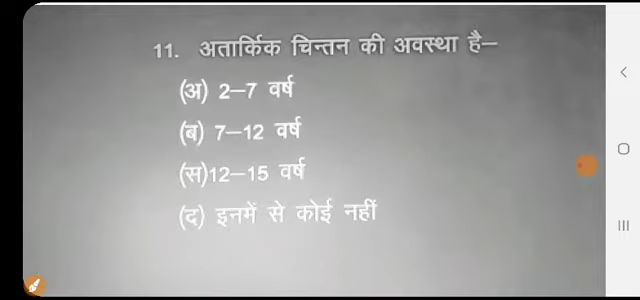 11. अतार्किक चिन्तन की अवस्था है–
(अ) 2–7 वर्ष
(ब) 7–12 वर्ष
(स)12–15 वर्ष
(द) इनमें से कोई नहीं